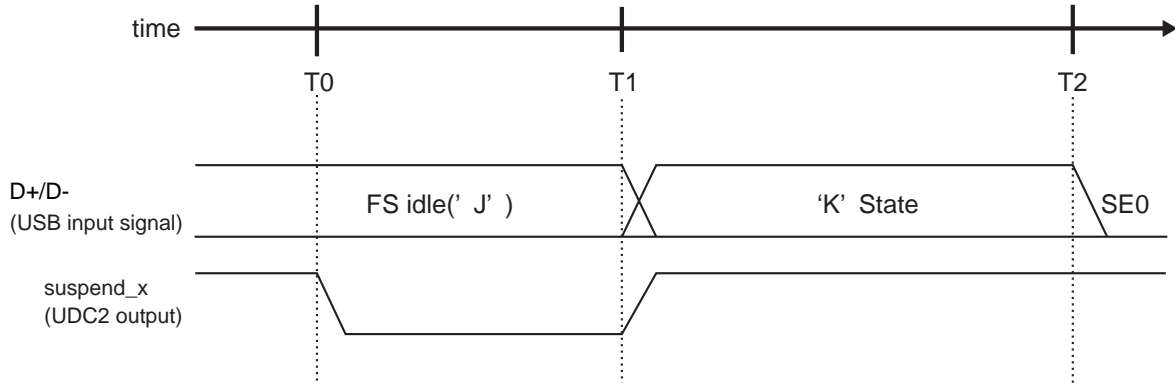 time
T0 T1 T2
D+/D-
(USB input signal)
FS idle(' J' ) ‘K’ State SE0
suspend_x
(UDC2 output)